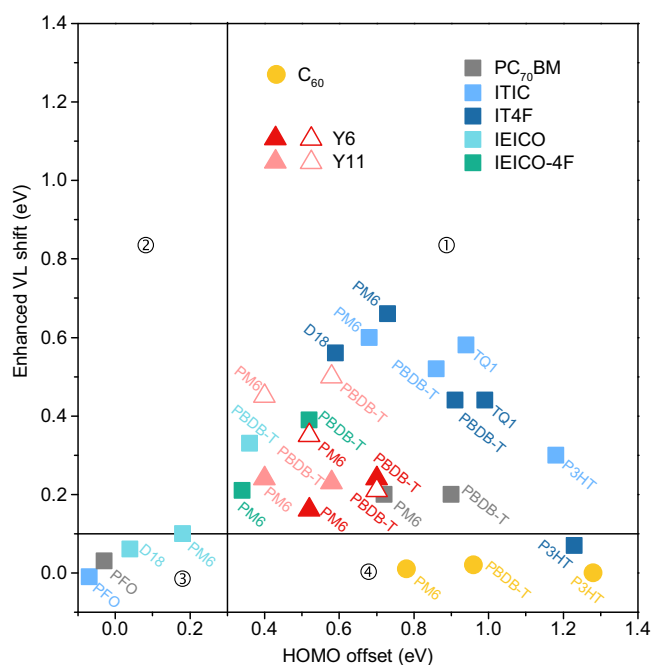 1.4
1.2
1.0
0.8
0.6
0.4
0.2
0.0
Enhanced VL shift (eV)
C60
Y6
Y11
PC70BM
ITIC
IT4F
IEICO
IEICO-4F
②
①
PM6
PM6
D18
TQ1
PBDB-T
PM6
PBDB-T
TQ1
PBDB-T
PBDB-T
PBDB-T
PM6
PBDB-T
PBDB-T
P3HT
PM6
PM6
PM6
PBDB-T
PM6
PBDB-T
D18
PM6
PFO
PFO
③
④
PM6
PBDB-T
P3HT
P3HT
0.0
0.2
0.4
0.6
0.8
1.0
1.2
1.4
HOMO offset (eV)